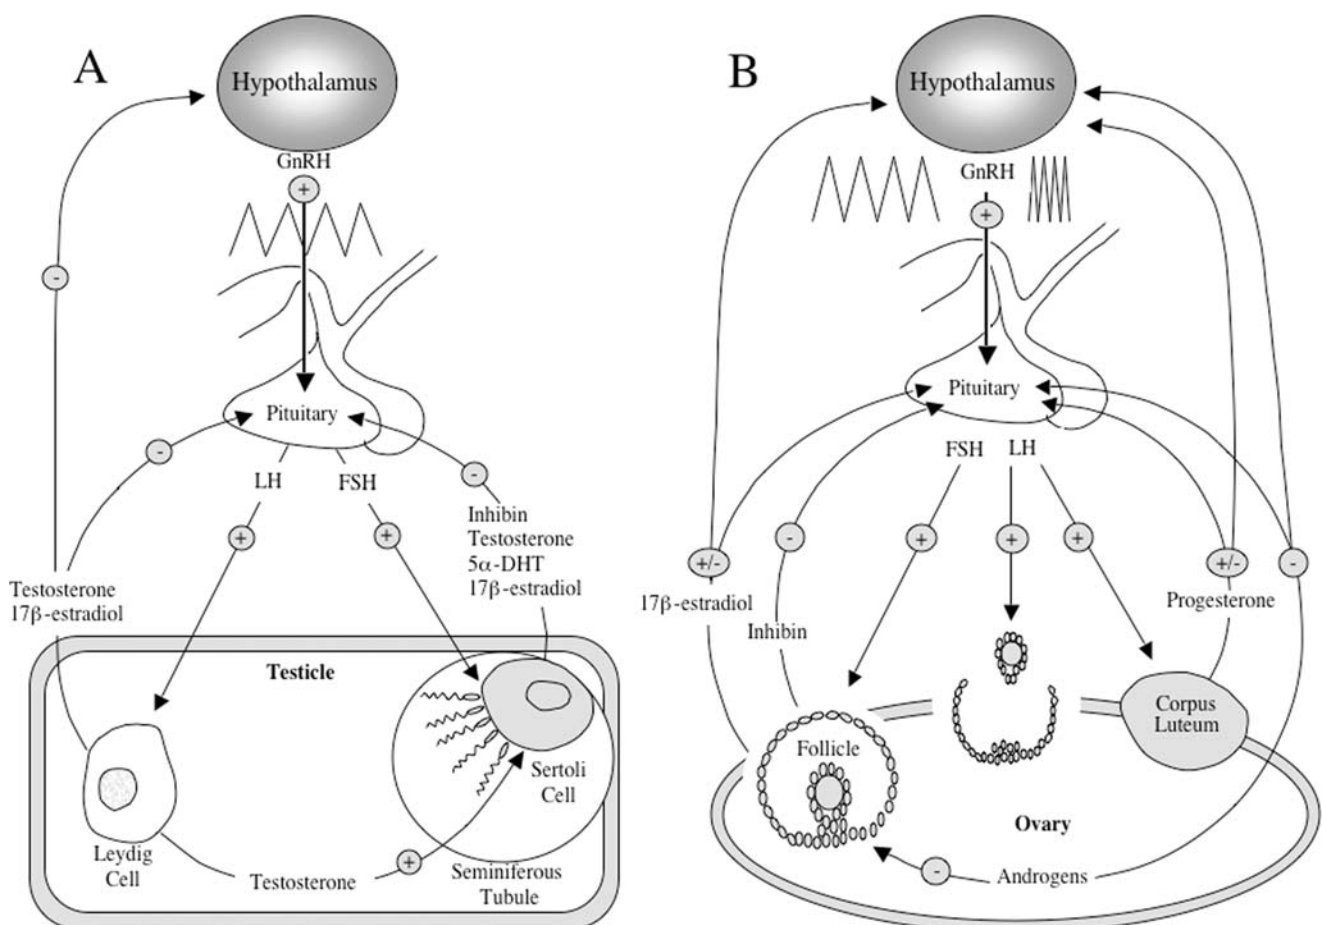 A
Hypothalamus
GnRH
+
-
Pituitary
-
-
LH
FSH
+
+
Inhibin
Testosterone
5α-DHT
17β-estradiol
Testosterone
17β-estradiol
Testicle
Sertoli
Cell
Leydig
Cell
+
Testosterone
Seminiferous
Tubule
B
Hypothalamus
GnRH
+
Pituitary
FSH
LH
+/-
-
+
+
+
+/-
-
17β-estradiol
Inhibin
Progesterone
Corpus
Luteum
Follicle
Ovary
-
Androgens